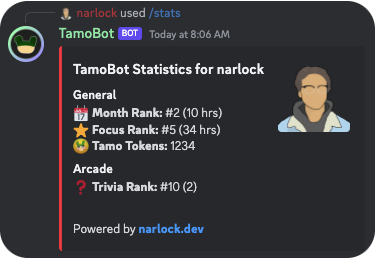 narlock used /stats
TamoBot BOT Today at 8:06 AM
TamoBot Statistics for narlock
General
17 Month Rank: #2 (10 hrs)
Focus Rank: #5 (34 hrs)
Tamo Tokens: 1234
Arcade
❓ Trivia Rank: #10 (2)
Powered by narlock.dev